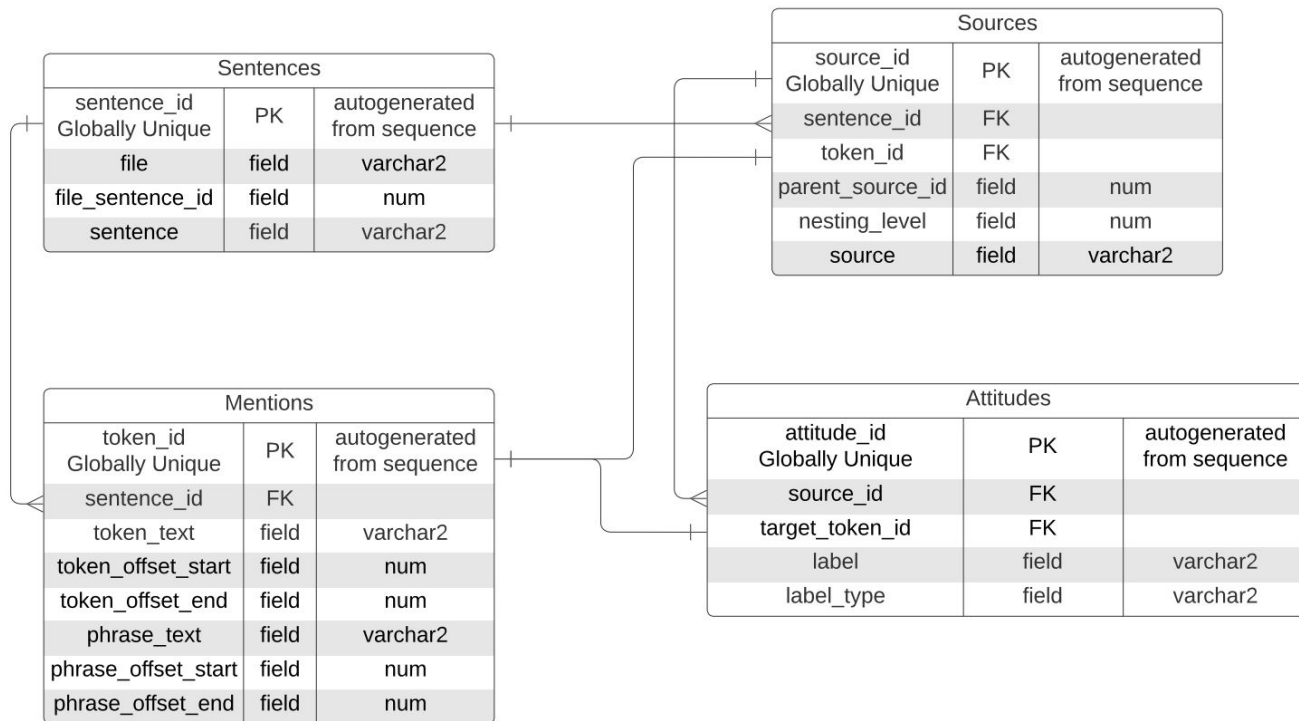 Sentences
sentence_id
Globally Unique
PK
autogenerated
from sequence
file
field
varchar2
file_sentence_id
field
num
sentence
field
varchar2
Sources
source_id
Globally Unique
PK
autogenerated
from sequence
sentence_id
FK
token_id
FK
parent_source_id
field
num
nesting_level
field
num
source
field
varchar2
Mentions
token_id
Globally Unique
PK
autogenerated
from sequence
sentence_id
FK
token_text
field
varchar2
token_offset_start
field
num
token_offset_end
field
num
phrase_text
field
varchar2
phrase_offset_start
field
num
phrase_offset_end
field
num
Attitudes
attitude_id
Globally Unique
PK
autogenerated
from sequence
source_id
FK
target_token_id
FK
label
field
varchar2
label_type
field
varchar2